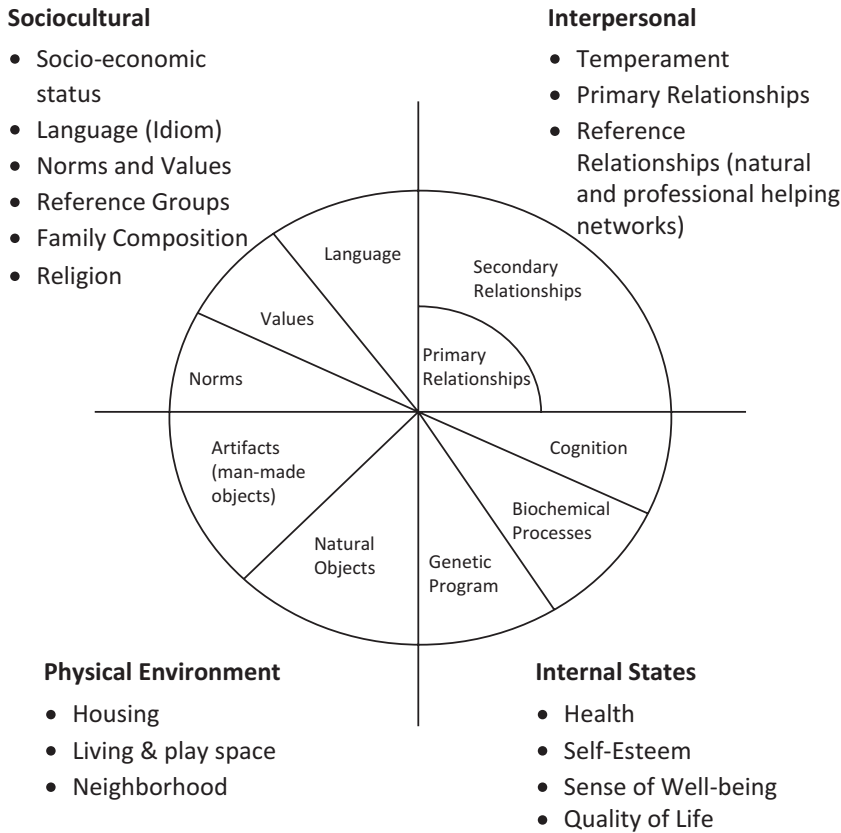 Sociocultural
• Socio-economic
status
• Language (Idiom)
• Norms and Values
• Reference Groups
• Family Composition
• Religion
Interpersonal
• Temperament
• Primary Relationships
• Reference
Relationships (natural
and professional helping
networks)
Language
Values
Norms
Secondary
Relationships
Primary
Relationships
Artifacts
(man-made
objects)
Natural
Objects
Genetic
Program
Biochemical
Processes
Cognition
Physical Environment
• Housing
• Living & play space
• Neighborhood
Internal States
• Health
• Self-Esteem
• Sense of Well-being
• Quality of Life